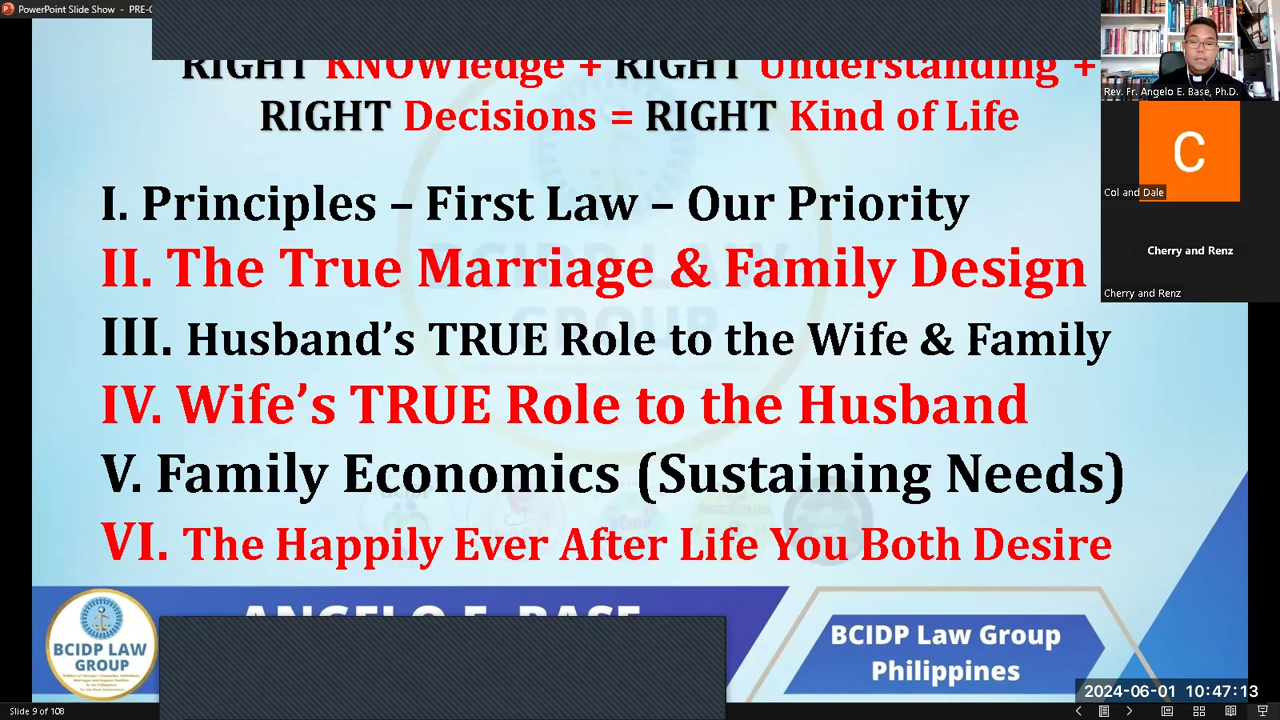 PowerPoint Slide Show - PRE-C
RIGHT KNOWledge + RIGHT Understanding +
RIGHT Decisions = RIGHT Kind of Life
I. Principles – First Law – Our Priority
II. The True Marriage & Family Design
III. Husband’s TRUE Role to the Wife & Family
IV. Wife’s TRUE Role to the Husband
V. Family Economics (Sustaining Needs)
VI. The Happily Ever After Life You Both Desire
Rev. Fr. Angelo E. Base, Ph.D.
C
Col and Dale
Cherry and Renz
Cherry and Renz
ANGELO E. BASE
BCIDP LAW
GROUP
BCIDP Law Group
Philippines
2024-06-01 10:47:13
Slide 9 of 108